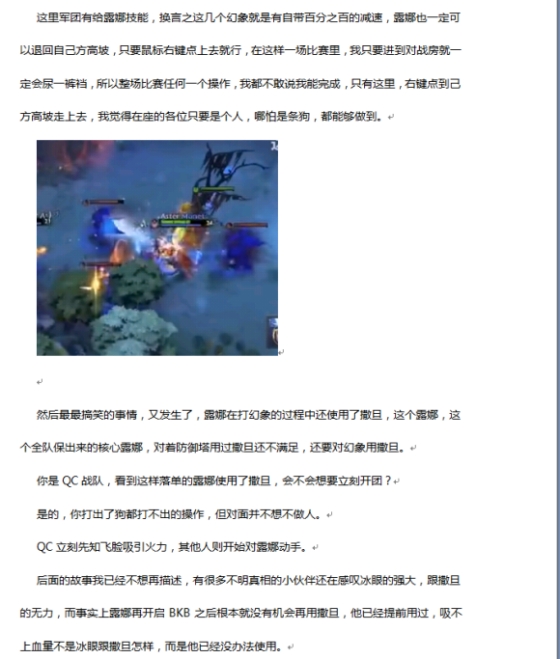 这里军团有给露娜技能，换言之这几个幻象就是有自带百分之百的减速，露娜也一定可
以退回自己方高坡，只要鼠标右键点上去就行，在这样一场比赛里，我只要进到对战房就一
定会尿一裤裆，所以整场比赛任何一个操作，我都不敢说我能完成，只有这里，右键点到己
方高坡走上去，我觉得在座的各位只要是个人，哪怕是条狗，都能够做到。
然后最最搞笑的事情，又发生了，露娜在打幻象的过程中还使用了撒旦，这个露娜，这
个全队保出来的核心露娜，对着防御塔用过撒旦还不满足，还要对幻象用撒旦。
你是 QC 战队，看到这样落单的露娜使用了撒旦，会不会想要立刻开团？
是的，你打出了狗都打不出的操作，但对面并不想不做人。
QC 立刻先知飞脸吸引火力，其他人则开始对露娜动手。
后面的故事我已经不想再描述，有很多不明真相的小伙伴还在感叹冰眼的强大，跟撒旦
的无力，而事实上露娜再开启 BKB 之后根本就没有机会再用撒旦，他已经提前用过，吸不
上血量不是冰眼跟撒旦怎样，而是他已经没办法使用。